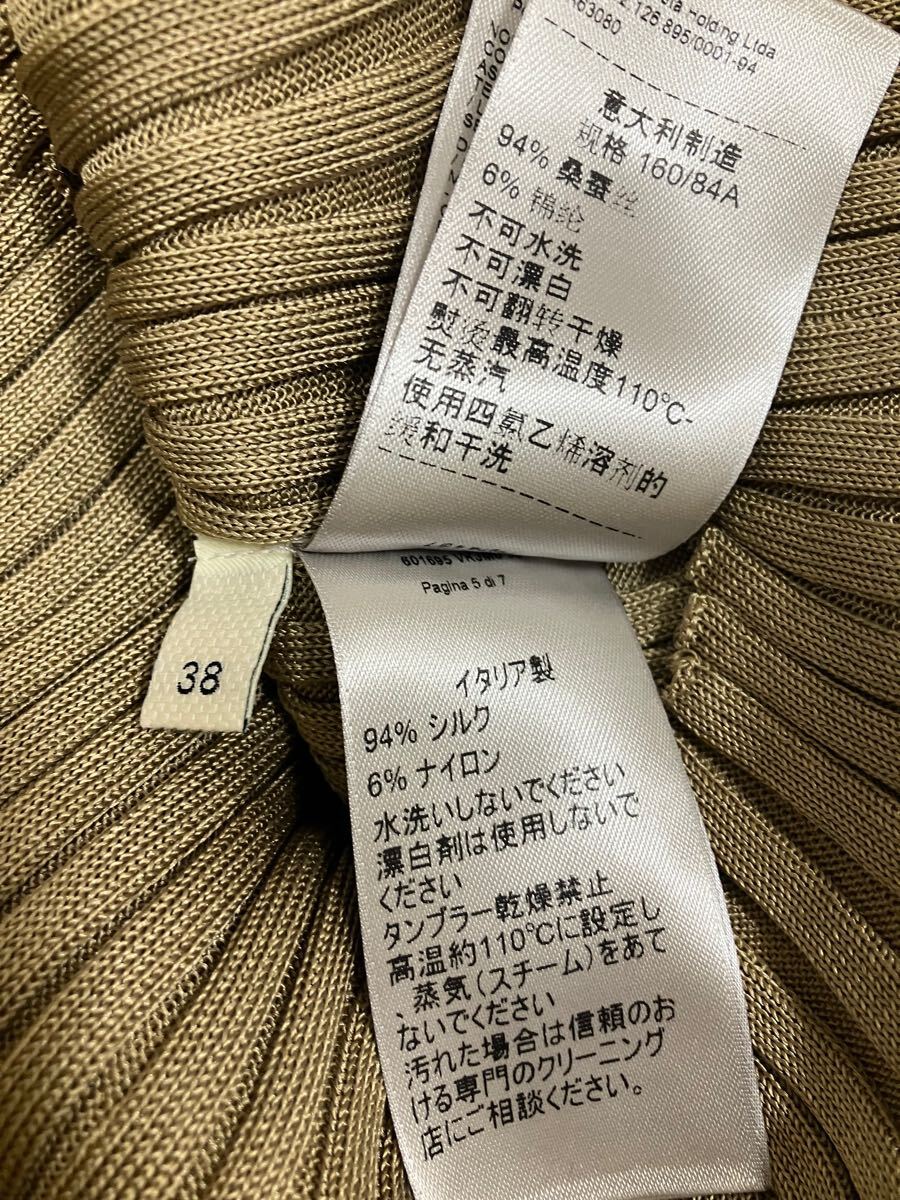 Holding Ltda
126 895/0001-94
63080
意大利制造
规格 160/84A
94% 桑蚕丝
6% 锦纶
不可水洗
不可漂白
不可翻转干燥
熨烫最高温度110℃-
无蒸汽
使用四氯乙烯溶剂的
缓和干洗
Pagina 5 di 7
38
イタリア製
94% シルク
6% ナイロン
水洗いしないでください
漂白剤は使用しないで
ください
タンブラー乾燥禁止
高温約110℃に設定し
、蒸気(スチーム)をあて
ないでください
汚れた場合は信頼のお
ける専門のクリーニング
店にご相談ください。